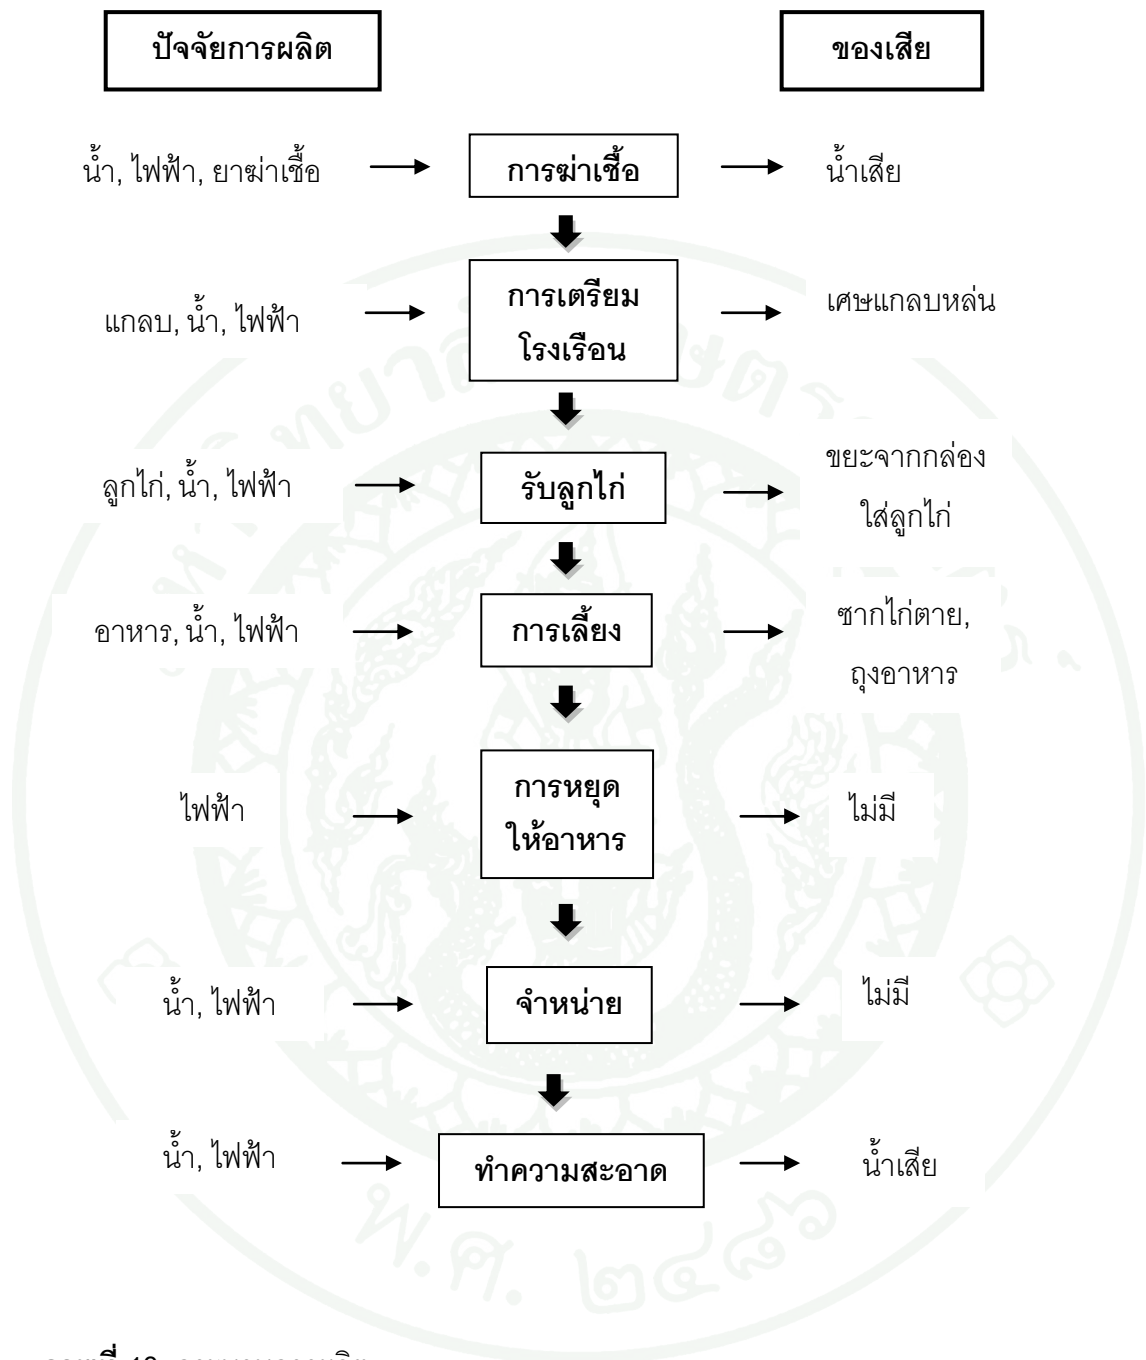 ปัจจัยการผลิต ของเสีย
น้ำ, ไฟฟ้า, ยาฆ่าเชื้อ การฆ่าเชื้อ น้ำเสีย
แกลบ, น้ำ, ไฟฟ้า การเตรียม เศษแกลบหล่น
โรงเรือน
ลูกไก่, น้ำ, ไฟฟ้า รับลูกไก่ ขยะจากกล่อง
ใส่ลูกไก่
อาหาร, น้ำ, ไฟฟ้า การเลี้ยง ซากไก่ตาย,
ถุงอาหาร
ไฟฟ้า การหยุด ไม่มี
ให้อาหาร
น้ำ, ไฟฟ้า จำหน่าย ไม่มี
น้ำ, ไฟฟ้า ทำความสะอาด น้ำเสีย
พ.ศ. ๒๔๘๖